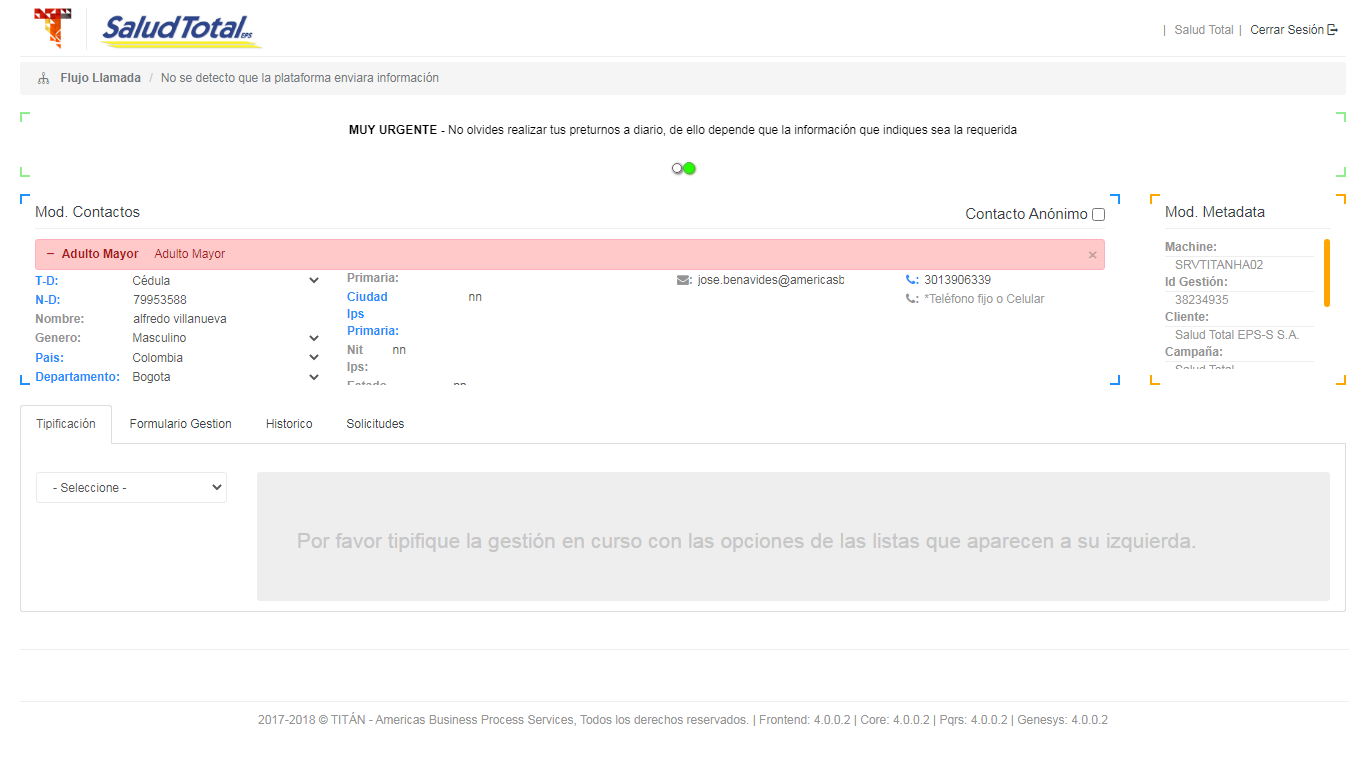 SaludTotal EPS
| Salud Total | Cerrar Sesión
Flujo Llamada / No se detecto que la plataforma enviara información
MUY URGENTE - No olvides realizar tus preturnos a diario, de ello depende que la información que indiques sea la requerida
Mod. Contactos
Contacto Anónimo
− Adulto Mayor Adulto Mayor ×
T-D: Cédula
N-D: 79953588
Nombre: alfredo villanueva
Genero: Masculino
Pais: Colombia
Departamento: Bogota
Primaria:
Ciudad nn
Ips
Primaria:
Nit nn
Ips:
Estado nn
: jose.benavides@americasb
: 3013906339
: *Teléfono fijo o Celular
Mod. Metadata
Machine:
SRVTITANHA02
Id Gestión:
38234935
Cliente:
Salud Total EPS-S S.A.
Campaña:
Salud Total
Tipificación Formulario Gestion Historico Solicitudes
- Seleccione -
Por favor tipifique la gestión en curso con las opciones de las listas que aparecen a su izquierda.
2017-2018 © TITÁN - Americas Business Process Services, Todos los derechos reservados. | Frontend: 4.0.0.2 | Core: 4.0.0.2 | Pqrs: 4.0.0.2 | Genesys: 4.0.0.2